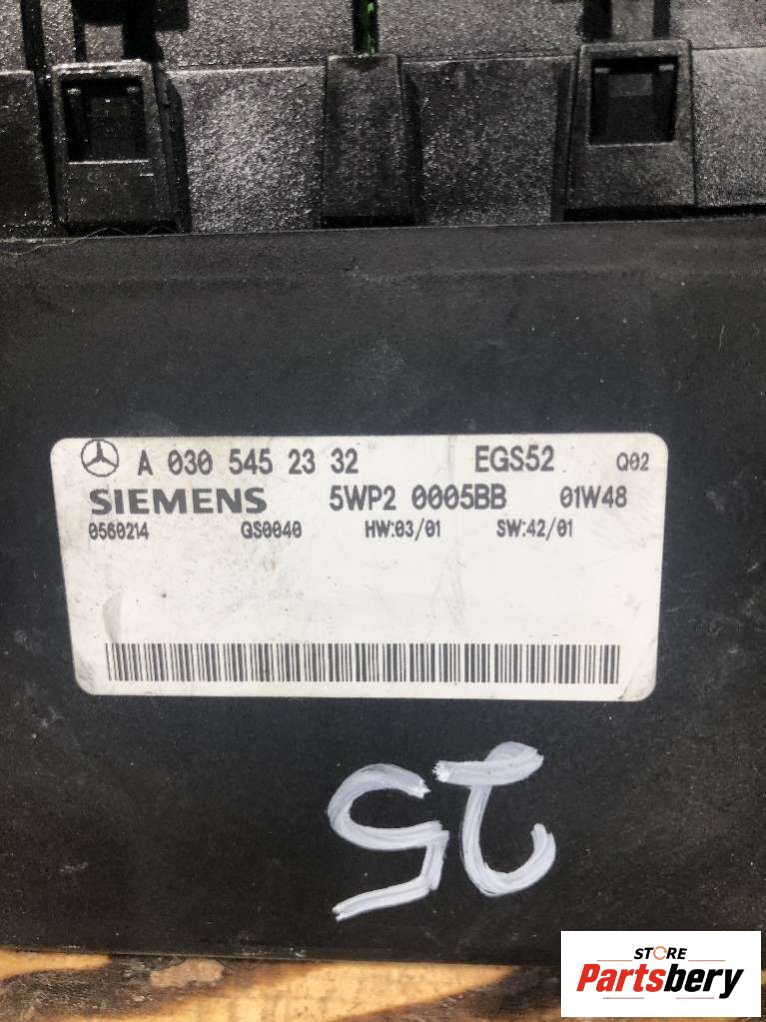 A 030 545 23 32 EGS52 Q02
SIEMENS 5WP2 0005BB 01W48
0560214 GS0040 HW:03/01 SW:42/01
25
STORE
Partsbery